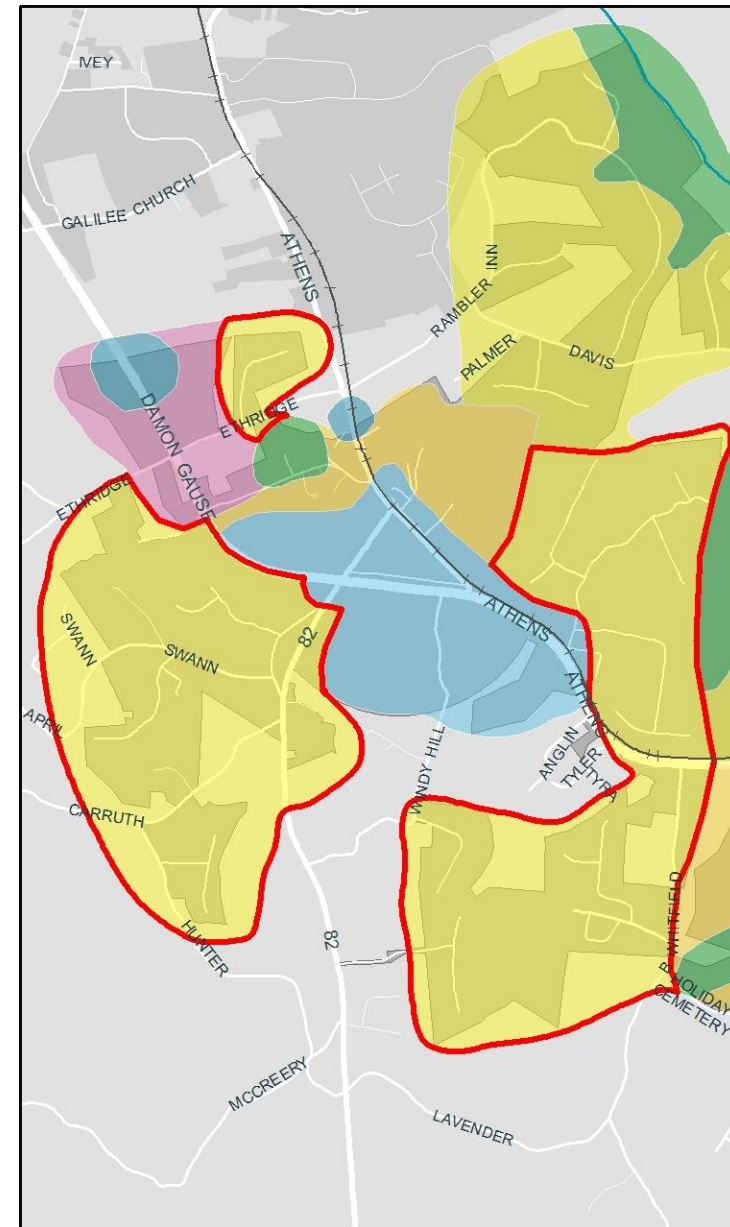 IVEY
GALILEE CHURCH
ATHENS
RAMBLER INN
PALMER
DAVIS
DAMON GAUSE
ETHRIDGE
ETHRIDGE
ATHENS
82
SWANN
SWANN
ATHENS
APRIL
ANGLIN
TYLER
TYRA
WINDY HILL
CARRUTH
B WHITFIELD
HUNTER
82
HOLIDAY
CEMETERY
MCCREERY
LAVENDER